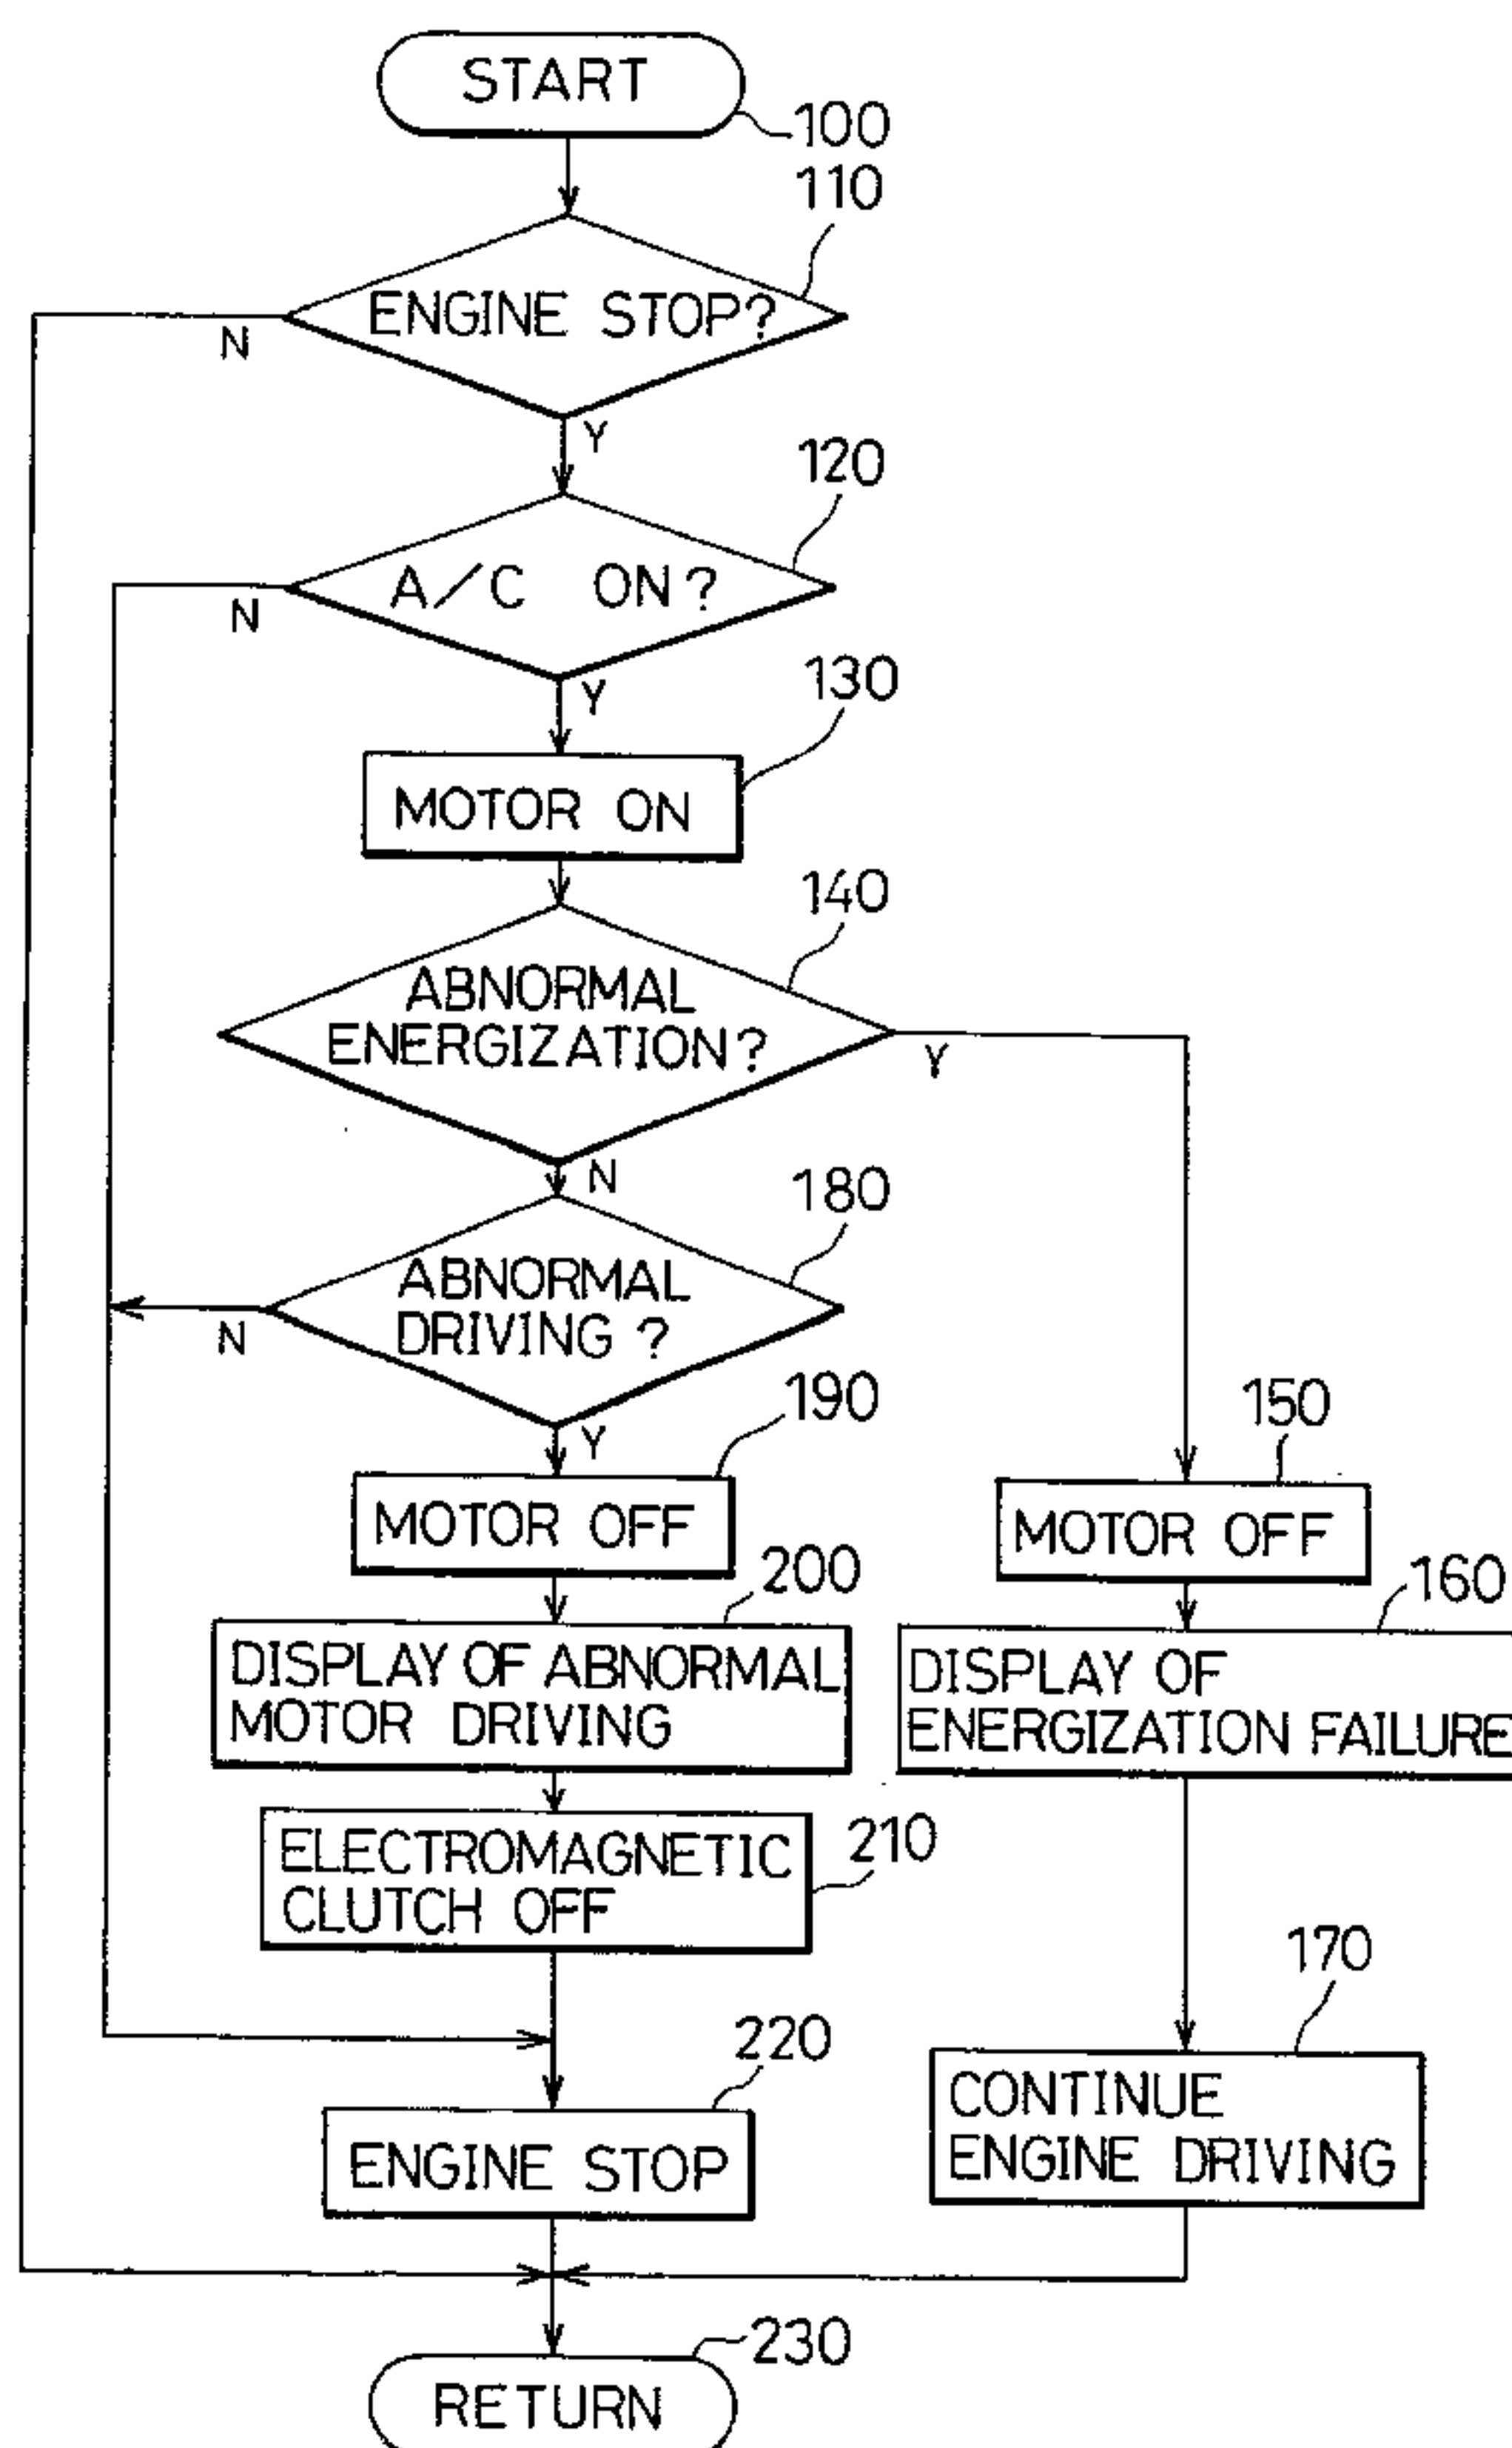 START
100
110
ENGINE STOP?
N
Y
120
A/C ON?
N
Y
130
MOTOR ON
140
ABNORMAL
ENERGIZATION?
Y
N
180
ABNORMAL
DRIVING ?
N
Y
190
MOTOR OFF
150
MOTOR OFF
200
DISPLAY OF ABNORMAL
MOTOR DRIVING
160
DISPLAY OF
ENERGIZATION FAILURE
210
ELECTROMAGNETIC
CLUTCH OFF
170
CONTINUE
ENGINE DRIVING
220
ENGINE STOP
230
RETURN